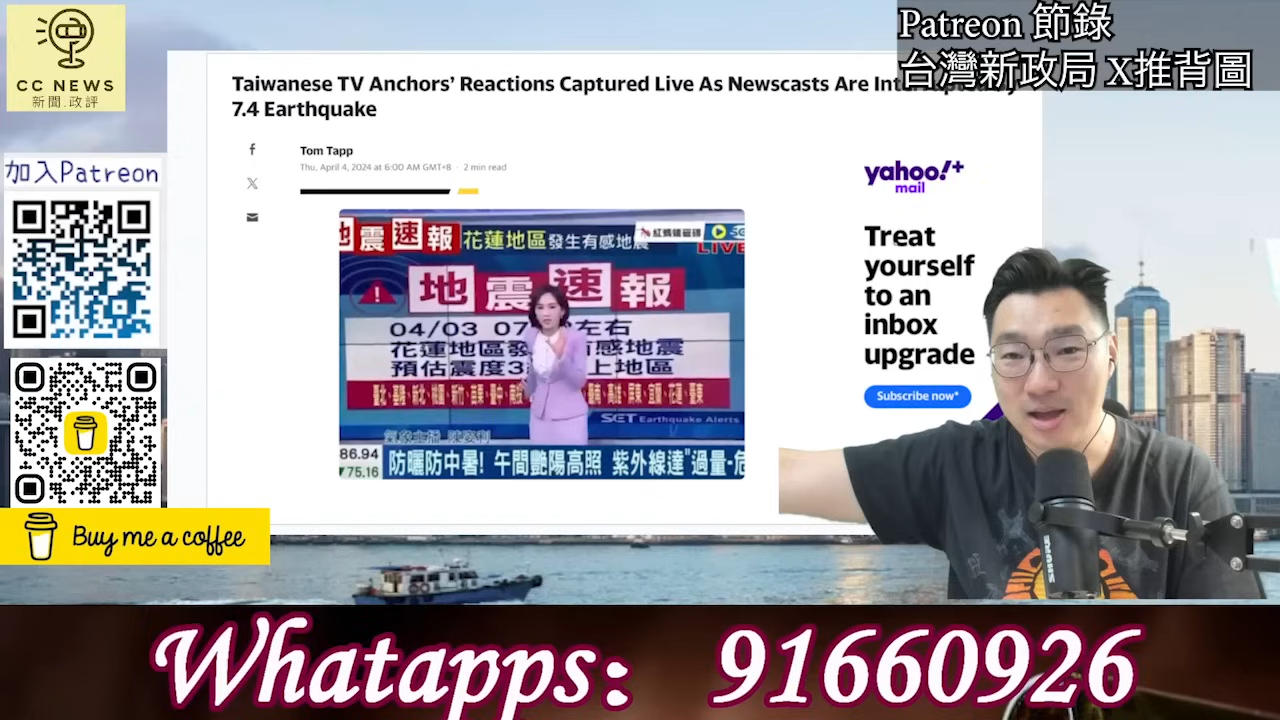 CC NEWS
新聞.政評
Patreon 節錄
台灣新政局 X推背圖
加入Patreon
Taiwanese TV Anchors’ Reactions Captured Live As Newscasts Are
7.4 Earthquake
Tom Tapp
Thu, April 4, 2024 at 6:00 AM GMT+8 · 2 min read
yahoo!+
mail
Treat
yourself
to an
inbox
upgrade
Subscribe now*
地震速報 花蓮地區發生有感地震
LIVE
地震速報
04/03 07 左右
花蓮地區發 有感地震
預估震度3 上地區
SET Earthquake Alerts
86.94
▼75.16
防曬防中暑! 午間艷陽高照 紫外線達"過量-危
Buy me a coffee
SHURE
Whatapps: 91660926